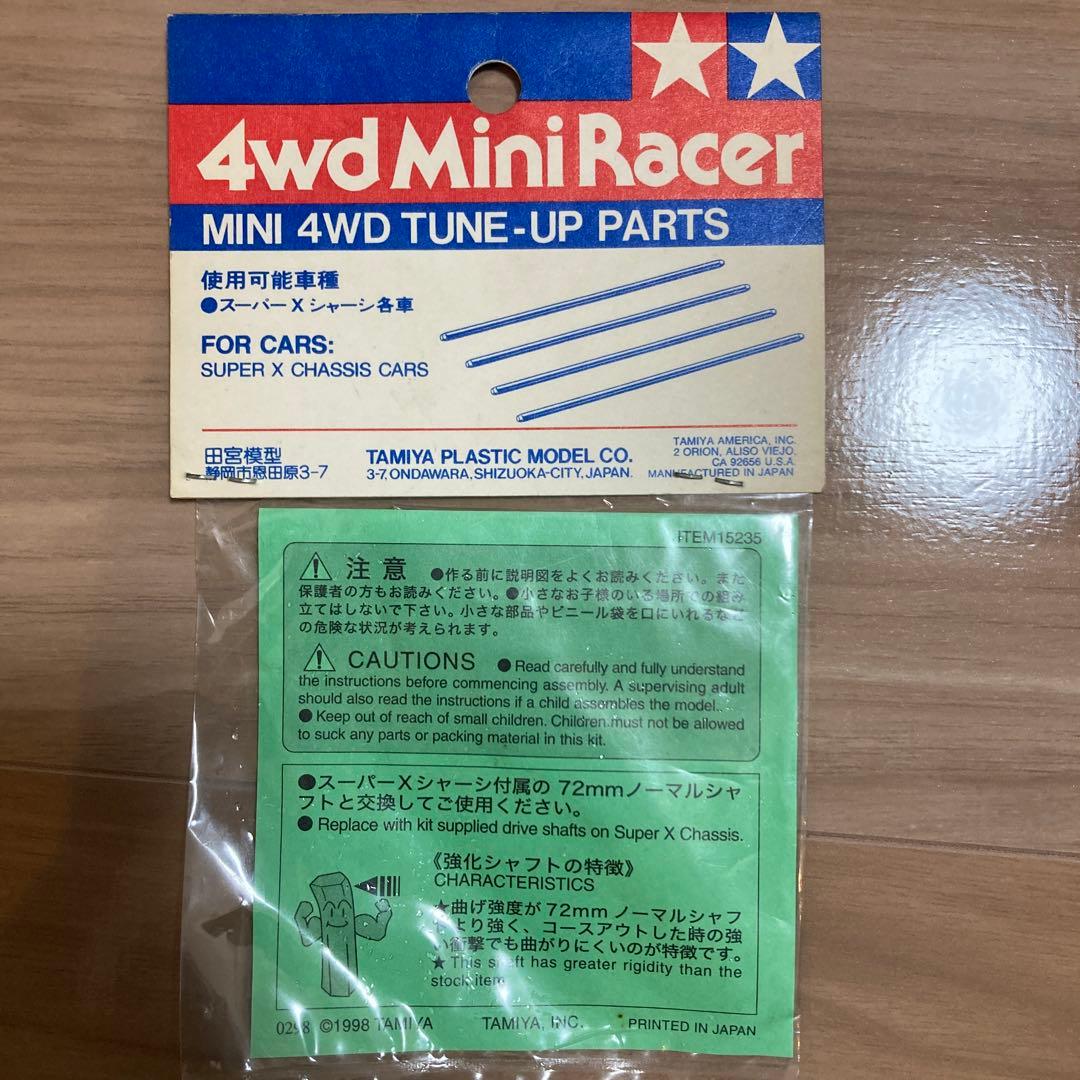 4wd Mini Racer
MINI 4WD TUNE-UP PARTS
使用可能車種
●スーパーXシャーシ各車
FOR CARS:
SUPER X CHASSIS CARS
田宮模型
静岡市恩田原3-7
TAMIYA PLASTIC MODEL CO.
3-7, ONDAWARA, SHIZUOKA-CITY, JAPAN.
TAMIYA AMERICA, INC.
2 ORION, ALISO VIEJO,
CA 92656 U.S.A.
MANUFACTURED IN JAPAN
ITEM15235
注意 ●作る前に説明図をよくお読みください。また
保護者の方もお読みください。●小さなお子様のいる場所での組み
立てはしないで下さい。小さな部品やビニール袋を口にいれるなどの
危険な状況が考えられます。
CAUTIONS ●Read carefully and fully understand
the instructions before commencing assembly. A supervising adult
should also read the instructions if a child assembles the model.
●Keep out of reach of small children. Children must not be allowed
to suck any parts or packing material in this kit.
●スーパーXシャーシ付属の 72mmノーマルシャ
フトと交換してご使用ください。
●Replace with kit supplied drive shafts on Super X Chassis.
《強化シャフトの特徴》
CHARACTERISTICS
★曲げ強度が72mmノーマルシャフ
トより強く、コースアウトした時の強
い衝撃でも曲がりにくいのが特徴です。
★This shaft has greater rigidity than the
stock item
0298 ©1998 TAMIYA
TAMIYA, INC.
PRINTED IN JAPAN